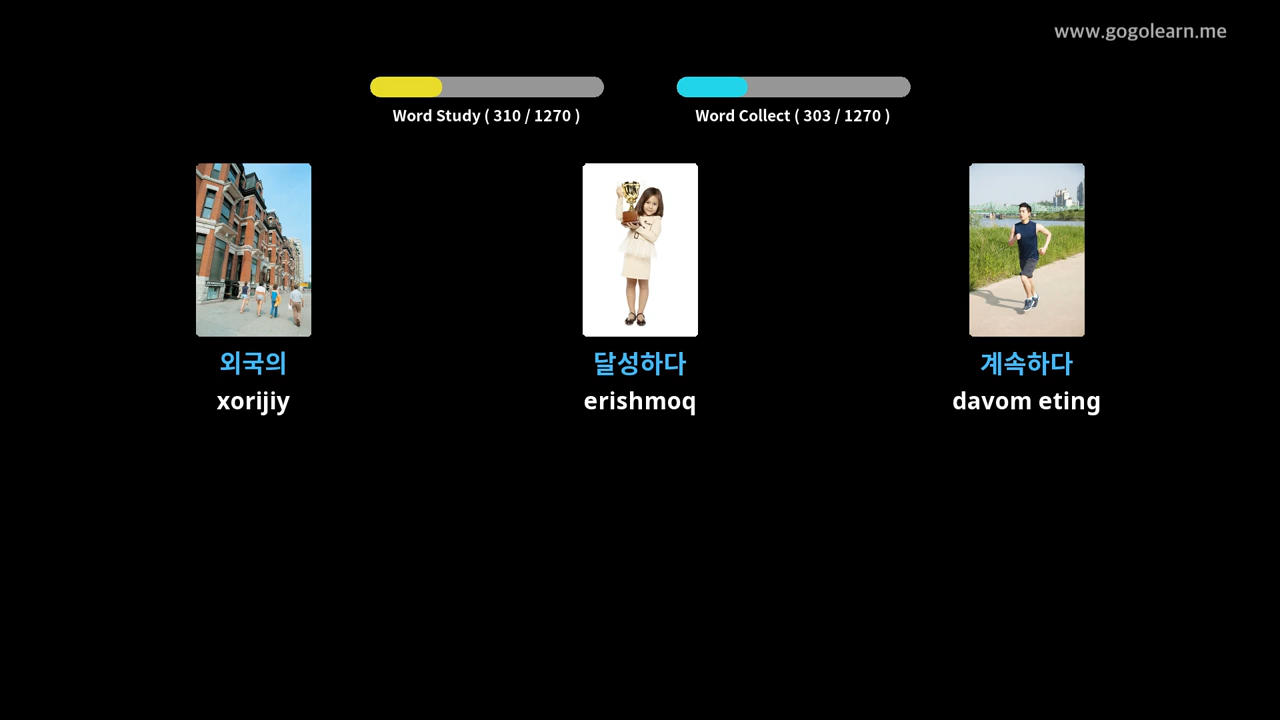 www.gogolearn.me
Word Study ( 310 / 1270 )
Word Collect ( 303 / 1270 )
외국의
xorijiy
달성하다
erishmoq
계속하다
davom eting